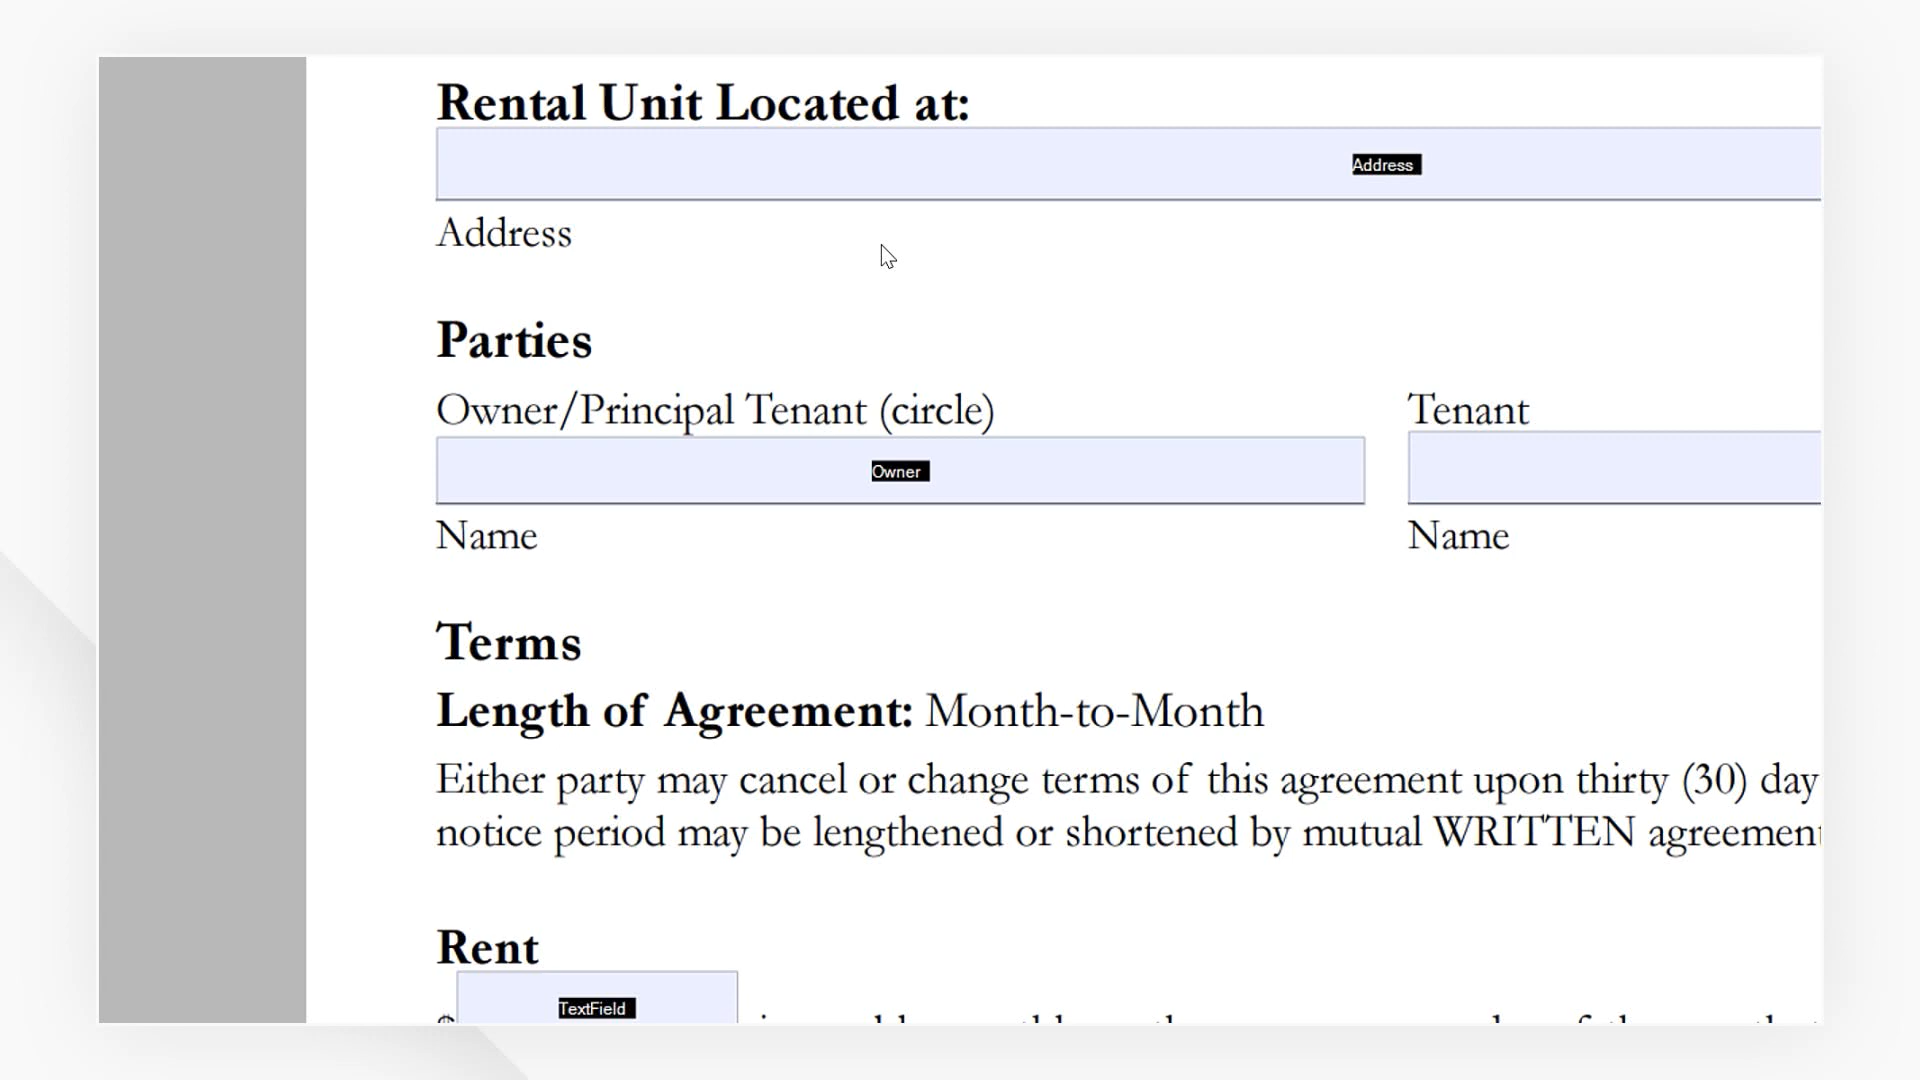 Rental Unit Located at:
Address
Address
Parties
Owner/Principal Tenant (circle) Tenant
Owner
Name Name
Terms
Length of Agreement: Month-to-Month
Either party may cancel or change terms of this agreement upon thirty (30) day
notice period may be lengthened or shortened by mutual WRITTEN agreement
Rent
TextField